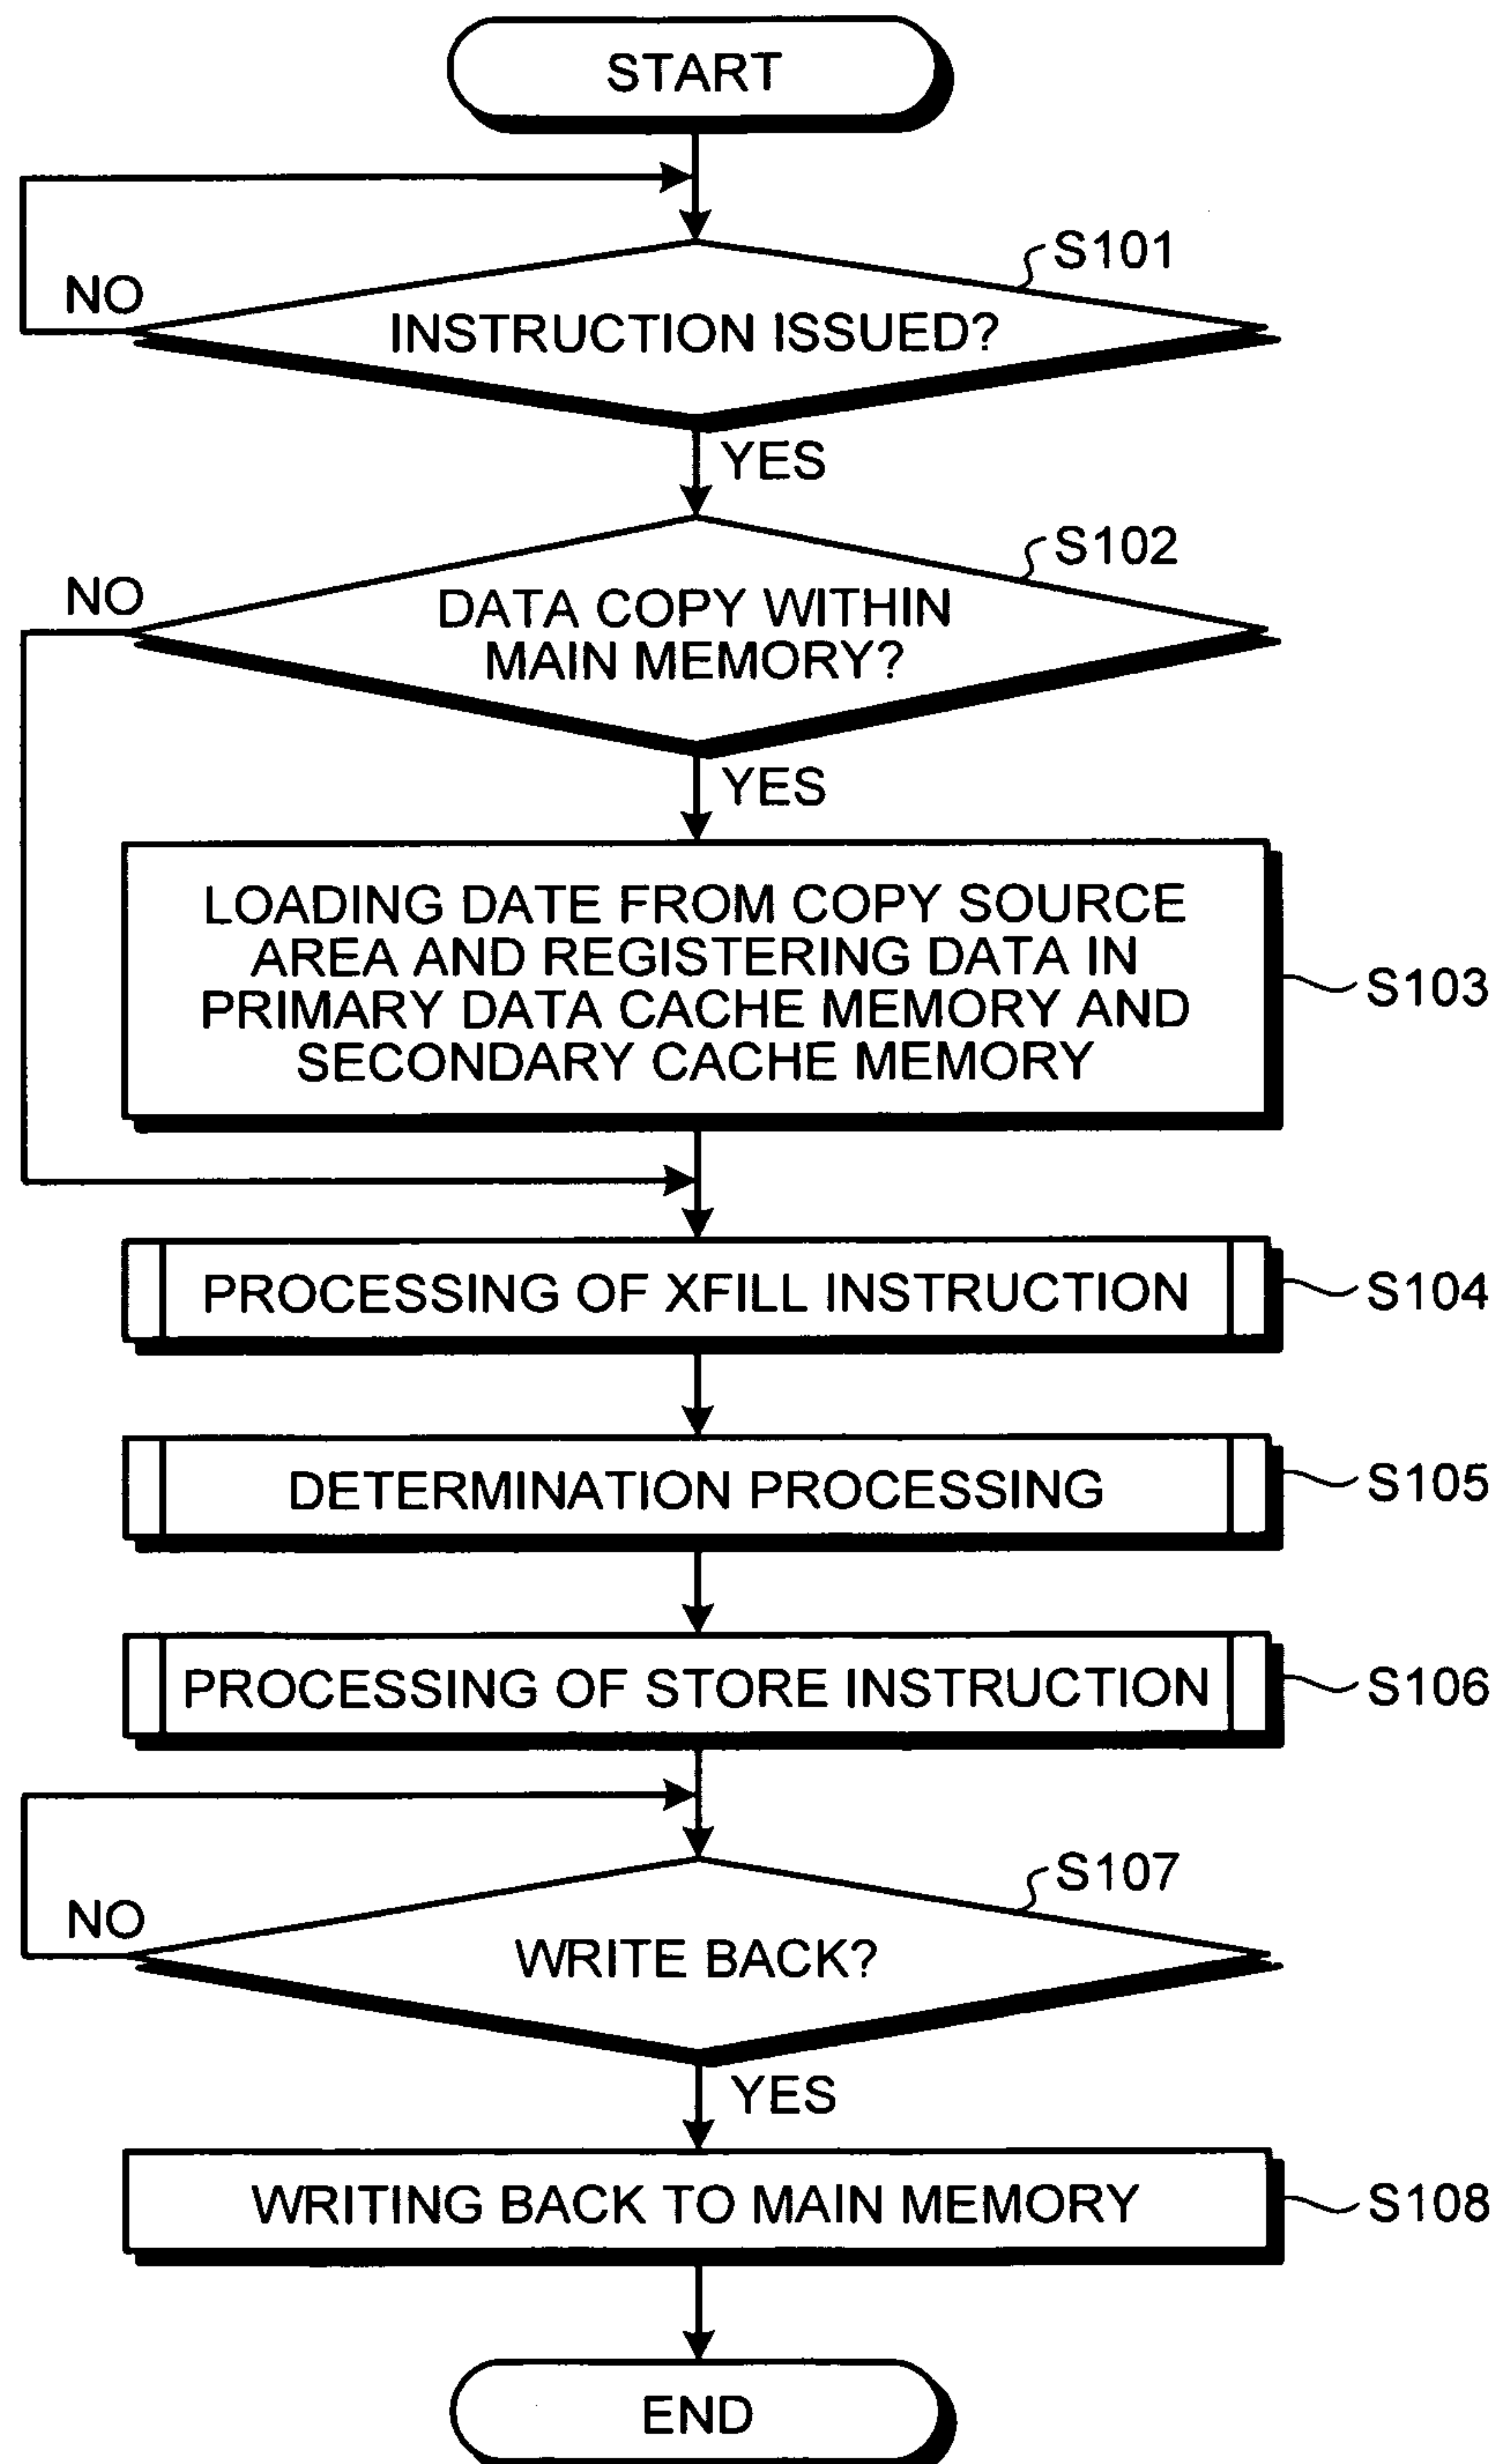 START
S101
NO
INSTRUCTION ISSUED?
YES
S102
NO
DATA COPY WITHIN
MAIN MEMORY?
YES
LOADING DATE FROM COPY SOURCE
AREA AND REGISTERING DATA IN
PRIMARY DATA CACHE MEMORY AND
SECONDARY CACHE MEMORY
S103
PROCESSING OF XFILL INSTRUCTION
S104
DETERMINATION PROCESSING
S105
PROCESSING OF STORE INSTRUCTION
S106
S107
NO
WRITE BACK?
YES
WRITING BACK TO MAIN MEMORY
S108
END